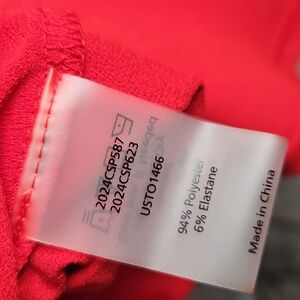 2024CSP587
2024CSP623
USTO1466
94% Polyester
6% Elastane
Made in China